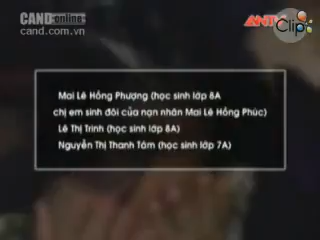 CAND online
cand.com.vn
ANTV
Clip
Mai Lê Hồng Phượng (học sinh lớp 8A
chị em sinh đôi của nạn nhân Mai Lê Hồng Phúc)
Lê Thị Trinh (học sinh lớp 8A)
Nguyễn Thị Thanh Tâm (học sinh lớp 7A)